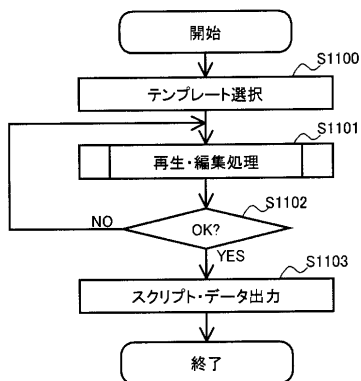 開始
S1100
テンプレート選択
S1101
再生・編集処理
S1102
OK?
NO
YES
S1103
スクリプト・データ出力
終了